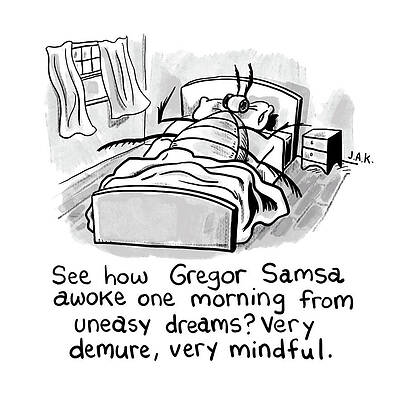 J.A.K.
See how Gregor Samsa
awoke one morning from
uneasy dreams? Very
demure, very mindful.